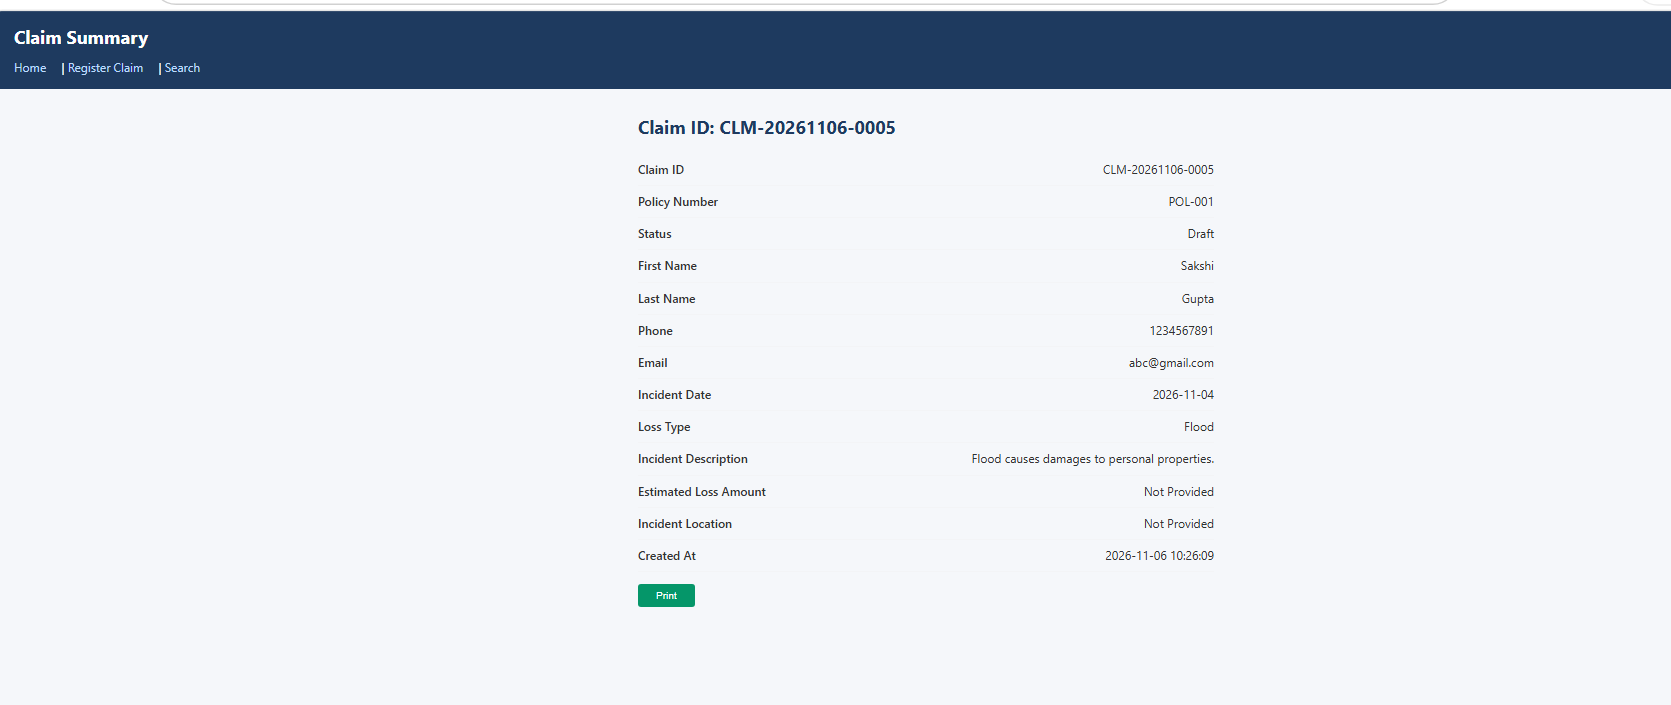 Claim Summary
Home | Register Claim | Search
Claim ID: CLM-20261106-0005
Claim ID CLM-20261106-0005
Policy Number POL-001
Status Draft
First Name Sakshi
Last Name Gupta
Phone 1234567891
Email abc@gmail.com
Incident Date 2026-11-04
Loss Type Flood
Incident Description Flood causes damages to personal properties.
Estimated Loss Amount Not Provided
Incident Location Not Provided
Created At 2026-11-06 10:26:09
Print